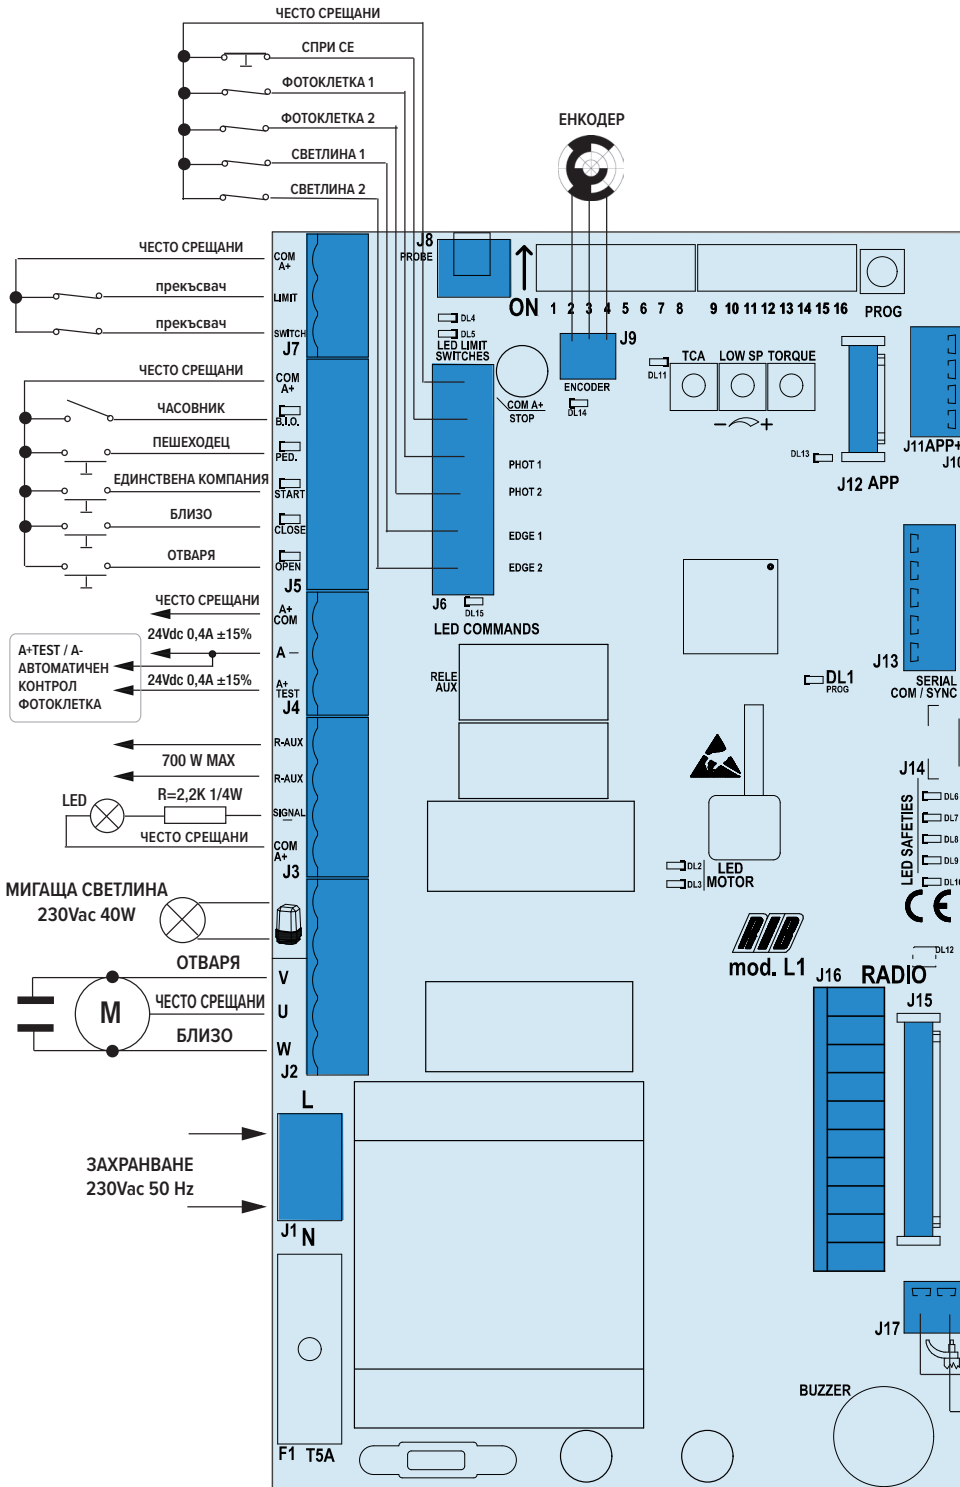 ЧЕСТО СРЕЩАНИ
СПРИ СЕ
ФОТОКЛЕТКА 1
ФОТОКЛЕТКА 2
СВЕТЛИНА 1
СВЕТЛИНА 2
ЕНКОДЕР
ЧЕСТО СРЕЩАНИ
прекъсвач
прекъсвач
COM
A+
LIMIT
SWITCH
J7
J8
PROBE
ON
1 2 3 4 5 6 7 8
9 10 11 12 13 14 15 16
PROG
DL4
DL5
LED LIMIT
SWITCHES
J9
ENCODER
DL14
COM A+
STOP
PHOT 1
PHOT 2
EDGE 1
EDGE 2
DL11
TCA
LOW SP
TORQUE
− +
DL13
J12 APP
J11 APP+
J10
ЧЕСТО СРЕЩАНИ
ЧАСОВНИК
ПЕШЕХОДЕЦ
ЕДИНСТВЕНА КОМПАНИЯ
БЛИЗО
ОТВАРЯ
COM
A+
B.I.O.
PED.
START
CLOSE
OPEN
J5
J6
DL15
LED COMMANDS
ЧЕСТО СРЕЩАНИ
24Vdc 0,4A ±15%
24Vdc 0,4A ±15%
A+TEST / A-
АВТОМАТИЧЕН
КОНТРОЛ
ФОТОКЛЕТКА
A+
COM
A −
A+
TEST
J4
RELE
AUX
J13
SERIAL
COM / SYNC
DL1
PROG
R-AUX
700 W MAX
R-AUX
LED
R=2,2K 1/4W
SIGNAL
ЧЕСТО СРЕЩАНИ
COM
A+
J3
J14
LED SAFETIES
DL6
DL7
DL8
DL9
DL10
DL2
DL3
LED
MOTOR
CE
МИГАЩА СВЕТЛИНА
230Vac 40W
RIB
mod. L1
DL12
J16
RADIO
J15
ОТВАРЯ
ЧЕСТО СРЕЩАНИ
БЛИЗО
M
V
U
W
J2
L
ЗАХРАНВАНЕ
230Vac 50 Hz
J1
N
J17
BUZZER
F1 T5A